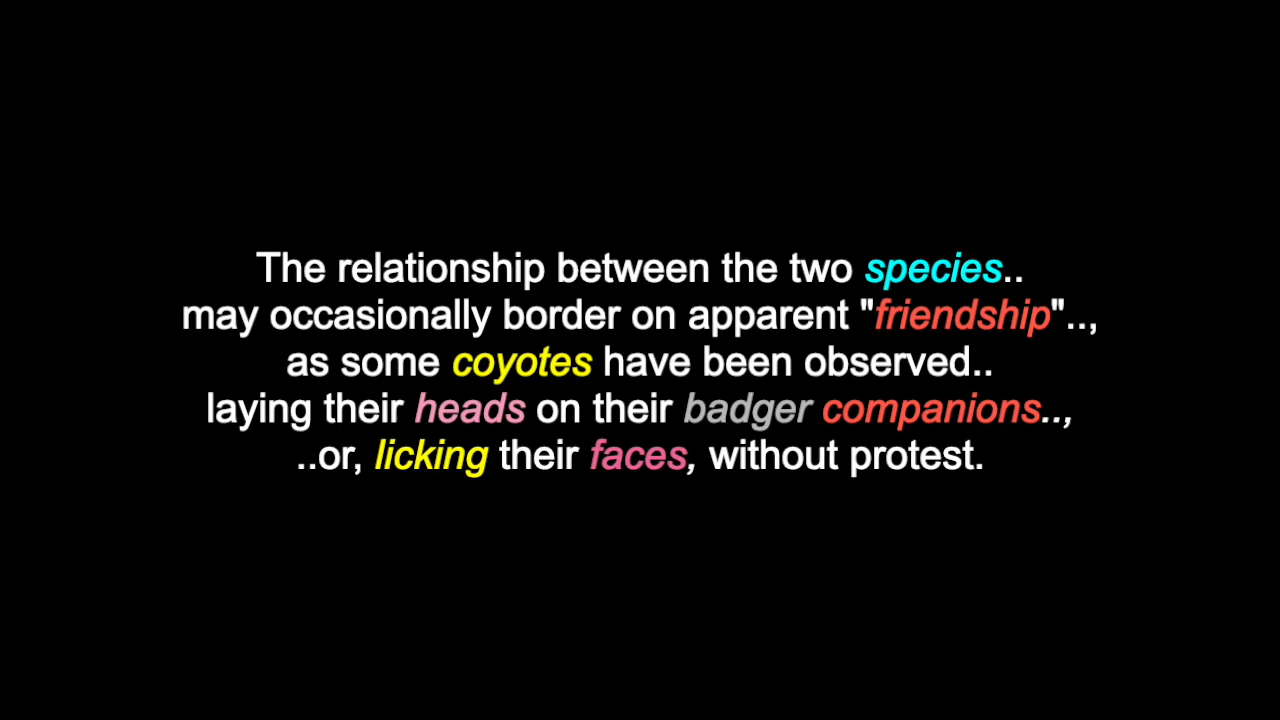 The relationship between the two species..
may occasionally border on apparent "friendship"..,
as some coyotes have been observed..
laying their heads on their badger companions..,
..or, licking their faces, without protest.